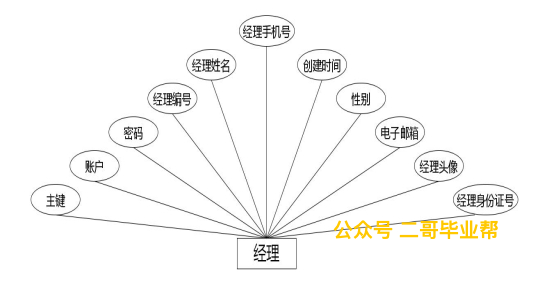 经理手机号
经理姓名
创建时间
经理编号
性别
密码
电子邮箱
账户
经理头像
主键
经理身份证号
公众号 二哥毕业帮
经理